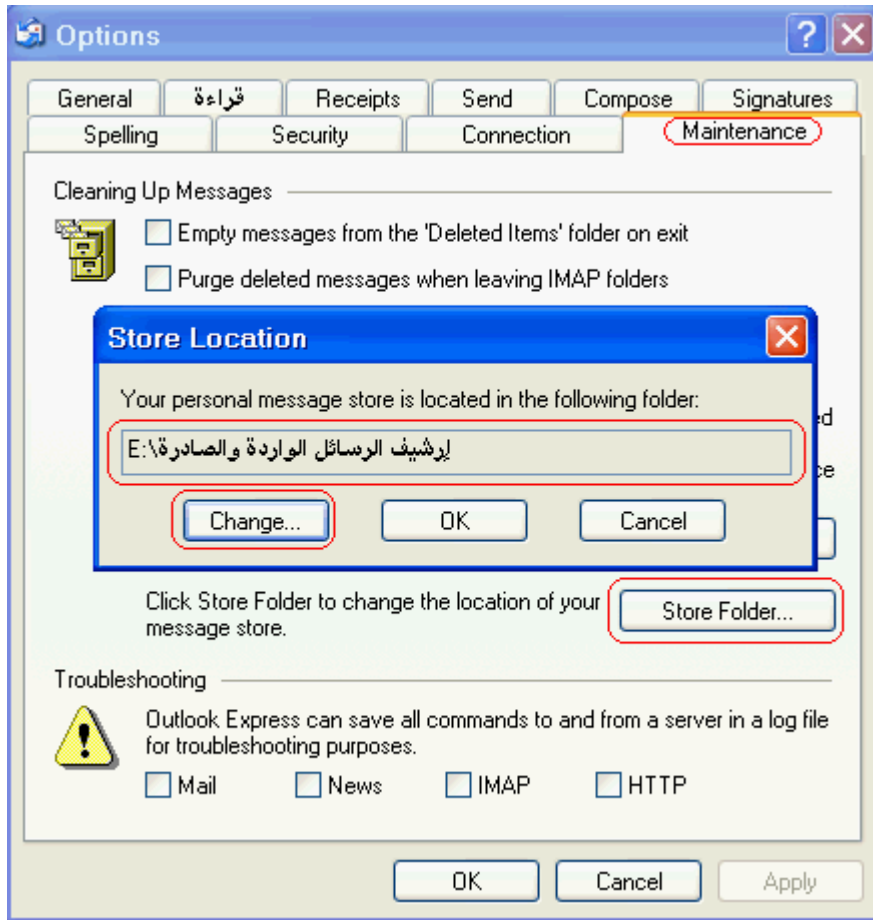 Options
General قراءة Receipts Send Compose Signatures
Spelling Security Connection Maintenance
Cleaning Up Messages
Empty messages from the 'Deleted Items' folder on exit
Purge deleted messages when leaving IMAP folders
Store Location
Your personal message store is located in the following folder:
E:\إرشيف الرسائل الواردة والصادرة
Change... OK Cancel
Click Store Folder to change the location of your
message store.
Store Folder...
Troubleshooting
Outlook Express can save all commands to and from a server in a log file
for troubleshooting purposes.
Mail News IMAP HTTP
OK Cancel Apply